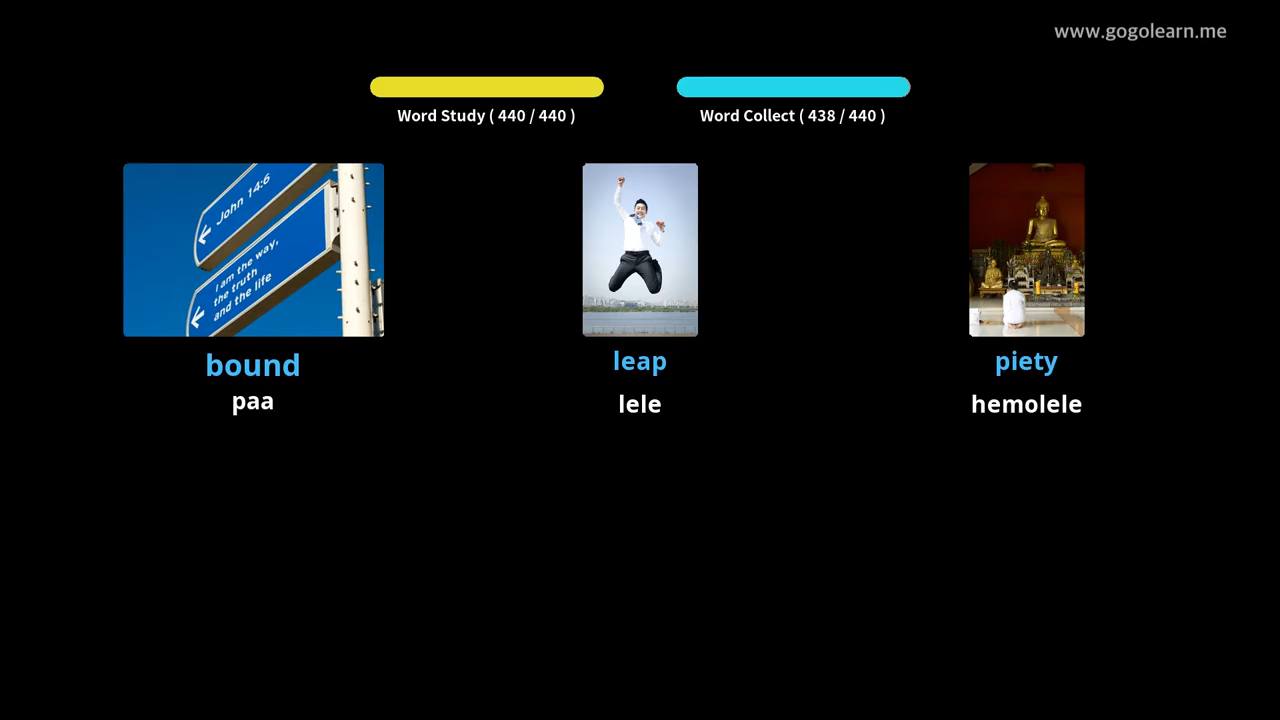 www.gogolearn.me
Word Study ( 440 / 440 )
Word Collect ( 438 / 440 )
John 14:6
I am the way,
the truth
and the life
bound
leap
piety
paa
lele
hemolele